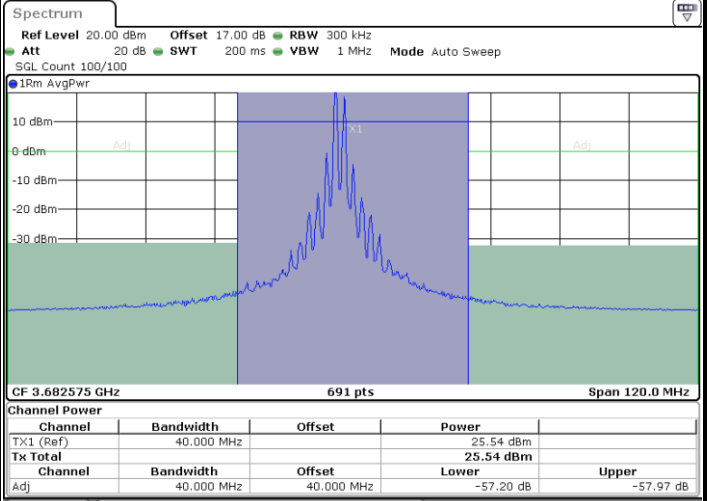 Spectrum
Ref Level 20.00 dBm Offset 17.00 dB RBW 300 kHz
Att 20 dB SWT 200 ms VBW 1 MHz Mode Auto Sweep
SGL Count 100/100
1Rm AvgPwr
10 dBm
X1
Adj Adj
0 dBm
-10 dBm
-20 dBm
-30 dBm
CF 3.682575 GHz 691 pts Span 120.0 MHz
Channel Power
Channel Bandwidth Offset Power
TX1 (Ref) 40.000 MHz 25.54 dBm
Tx Total 25.54 dBm
Channel Bandwidth Offset Lower Upper
Adj 40.000 MHz 40.000 MHz -57.20 dB -57.97 dB